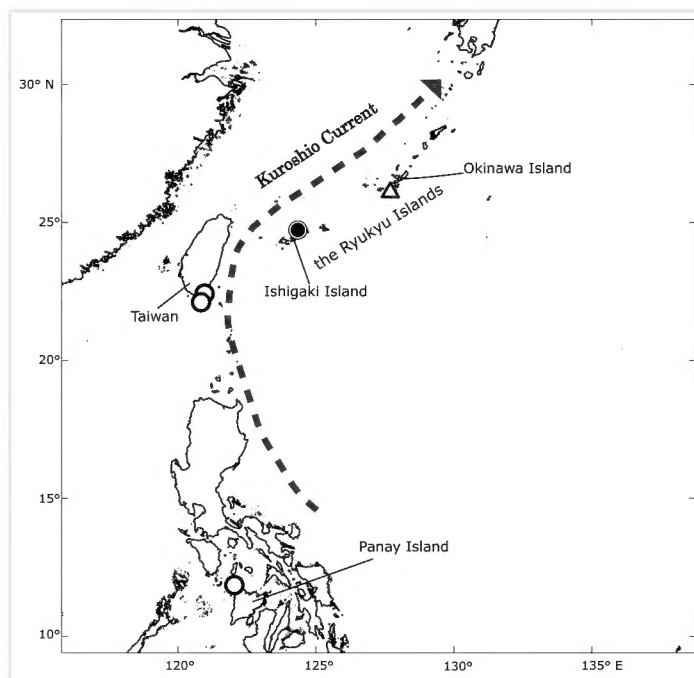 30° N
Kuroshio Current
Okinawa Island
25°
the Ryukyu Islands
Ishigaki Island
Taiwan
20°
15°
Panay Island
10°
120° 125° 130° 135° E